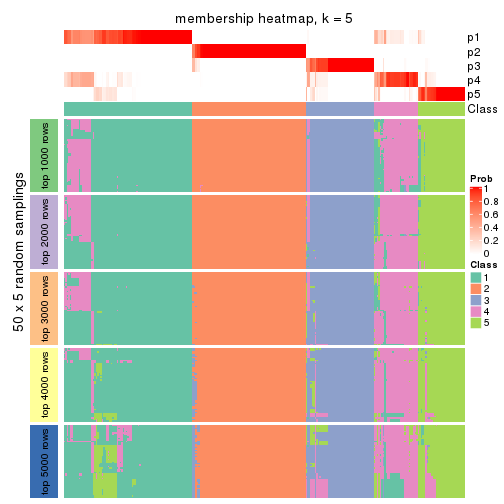 membership heatmap, k = 5
p1
p2
p3
p4
p5
Class
50 x 5 random samplings
top 1000 rows
top 2000 rows
top 3000 rows
top 4000 rows
top 5000 rows
Prob
1
0.8
0.6
0.4
0.2
0
Class
1
2
3
4
5